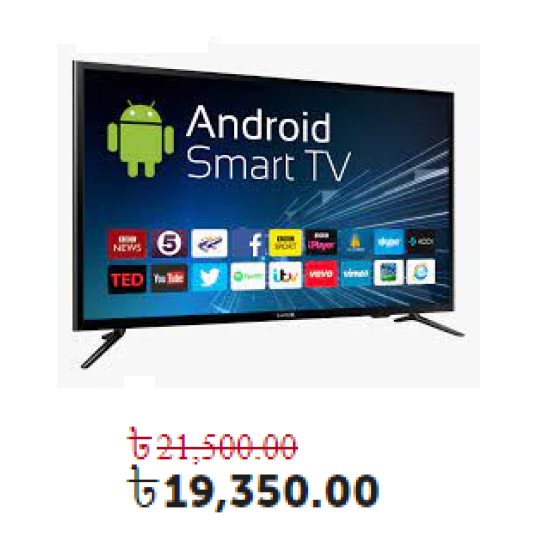 Android
Smart TV
BBC NEWS
5
f
BBC SPORT
BBC iPlayer
skype
KODI
TED
YouTube
Spotify
itv
vevo
vimeo
৳ 21,500.00
৳ 19,350.00